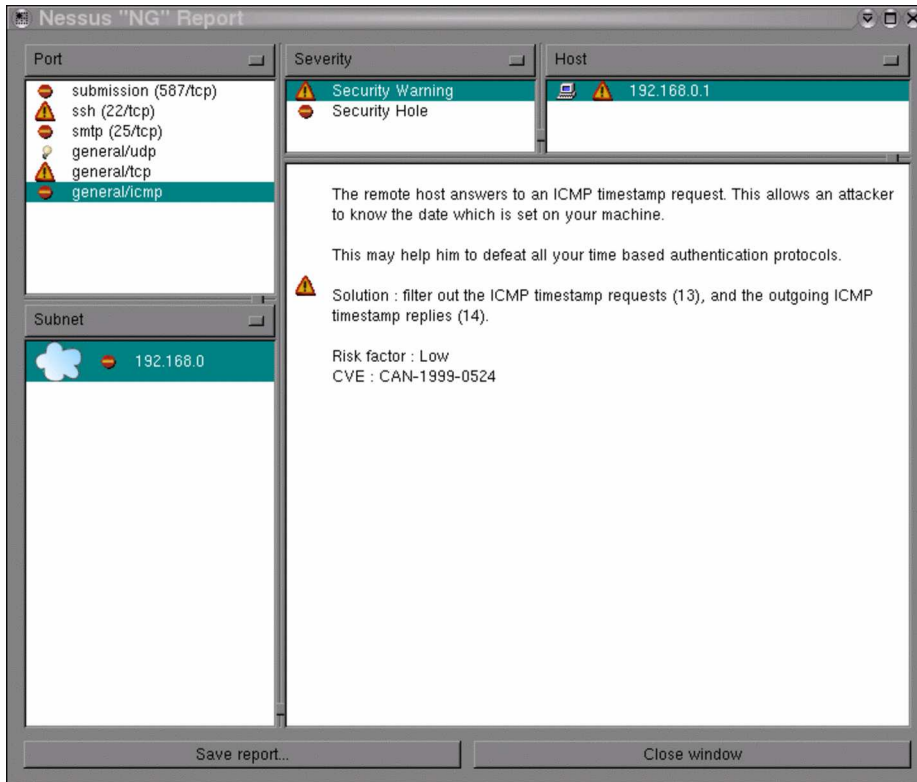 Nessus "NG" Report
Port
submission (587/tcp)
ssh (22/tcp)
smtp (25/tcp)
general/udp
general/tcp
general/icmp
Subnet
192.168.0
Severity
Security Warning
Security Hole
Host
192.168.0.1
The remote host answers to an ICMP timestamp request. This allows an attacker
to know the date which is set on your machine.
This may help him to defeat all your time based authentication protocols.
Solution : filter out the ICMP timestamp requests (13), and the outgoing ICMP
timestamp replies (14).
Risk factor : Low
CVE : CAN-1999-0524
Save report...
Close window